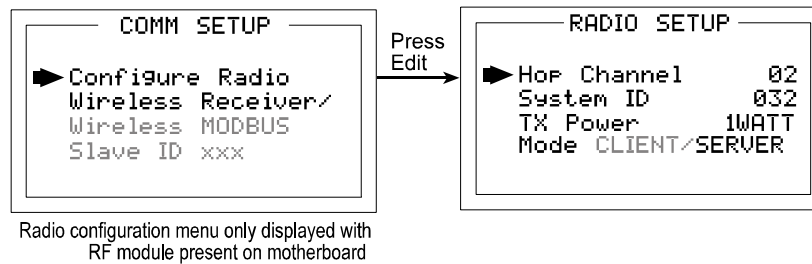 COMM SETUP
Configure Radio
Wireless Receiver/
Wireless MODBUS
Slave ID xxx
Press
Edit
RADIO SETUP
Hop Channel 02
System ID 032
TX Power 1WATT
Mode CLIENT/SERVER
Radio configuration menu only displayed with
RF module present on motherboard